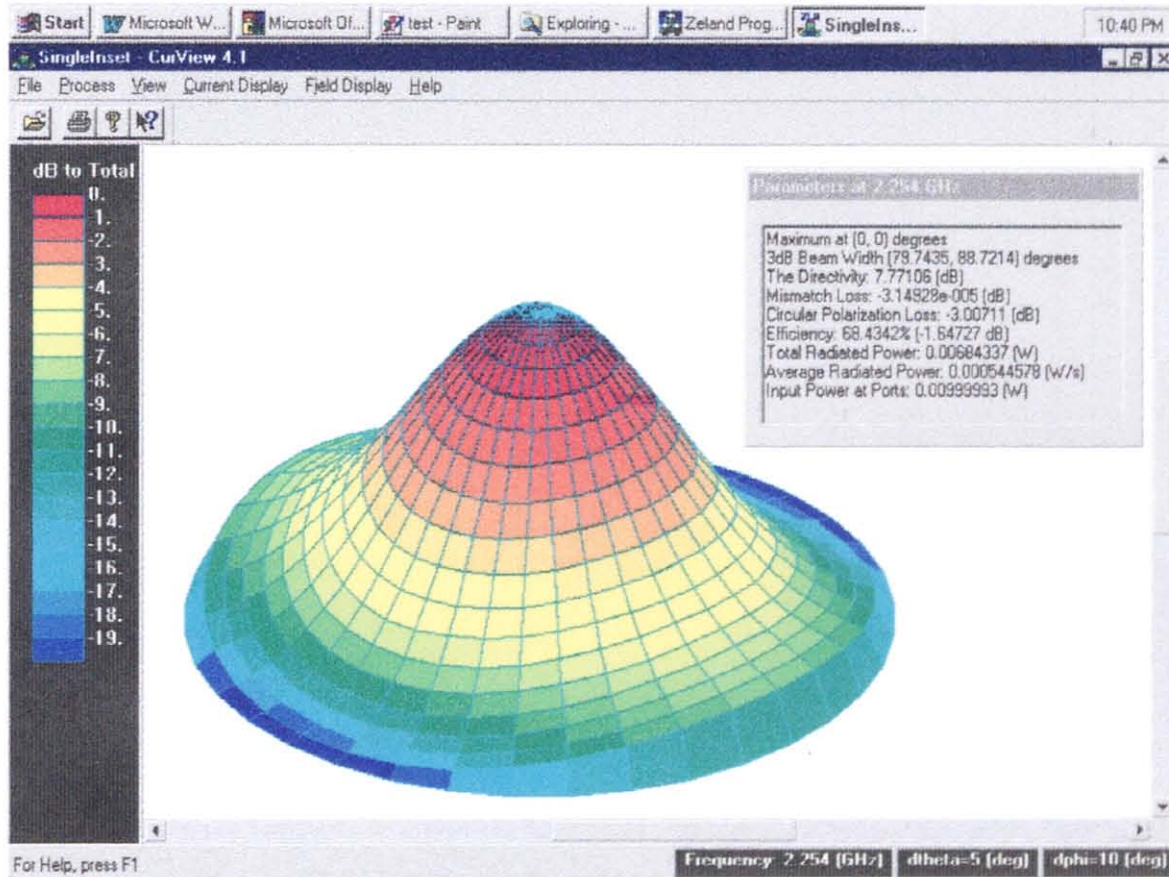 Start Microsoft W... Microsoft Of... test - Paint Exploring - ... Zeland Prog... SingleIns... 10:40 PM
SingleInset - CurView 4.1
File Process View Current Display Field Display Help
dB to Total
0.
-1.
-2.
-3.
-4.
-5.
-6.
-7.
-8.
-9.
-10.
-11.
-12.
-13.
-14.
-15.
-16.
-17.
-18.
-19.
Parameters at 2.254 GHz
Maximum at (0, 0) degrees
3dB Beam Width (79.7435, 88.7214) degrees
The Directivity: 7.77106 (dB)
Mismatch Loss: -3.14928e-005 (dB)
Circular Polarization Loss: -3.00711 (dB)
Efficiency: 68.4342% (-1.64727 dB)
Total Radiated Power: 0.00684337 (W)
Average Radiated Power: 0.000544578 (W/s)
Input Power at Ports: 0.00999993 (W)
For Help, press F1 Frequency: 2.254 (GHz) dtheta=5 (deg) dphi=10 (deg)